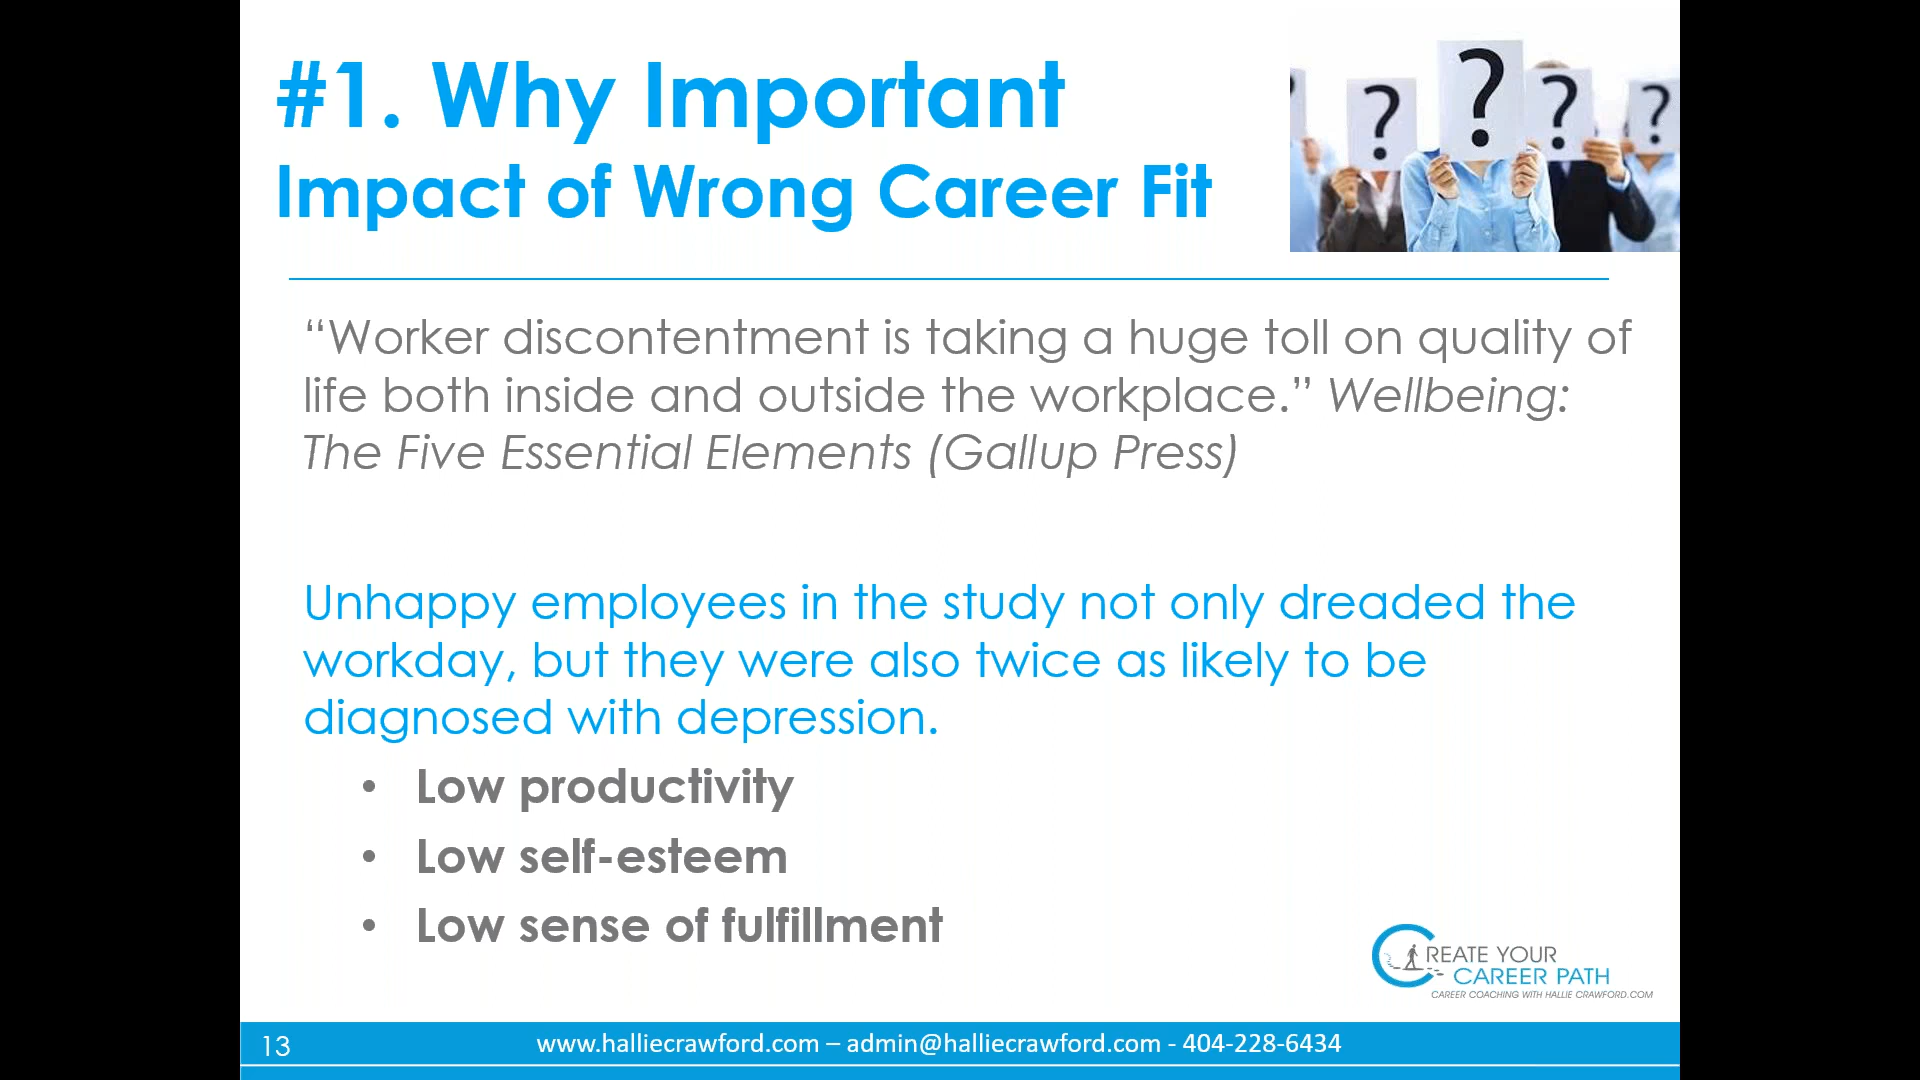 #1. Why Important
Impact of Wrong Career Fit
? ? ? ?
“Worker discontentment is taking a huge toll on quality of
life both inside and outside the workplace.” Wellbeing:
The Five Essential Elements (Gallup Press)
Unhappy employees in the study not only dreaded the
workday, but they were also twice as likely to be
diagnosed with depression.
• Low productivity
• Low self-esteem
• Low sense of fulfillment
CREATE YOUR
CAREER PATH
CAREER COACHING WITH HALLIE CRAWFORD.COM
13
www.halliecrawford.com – admin@halliecrawford.com - 404-228-6434